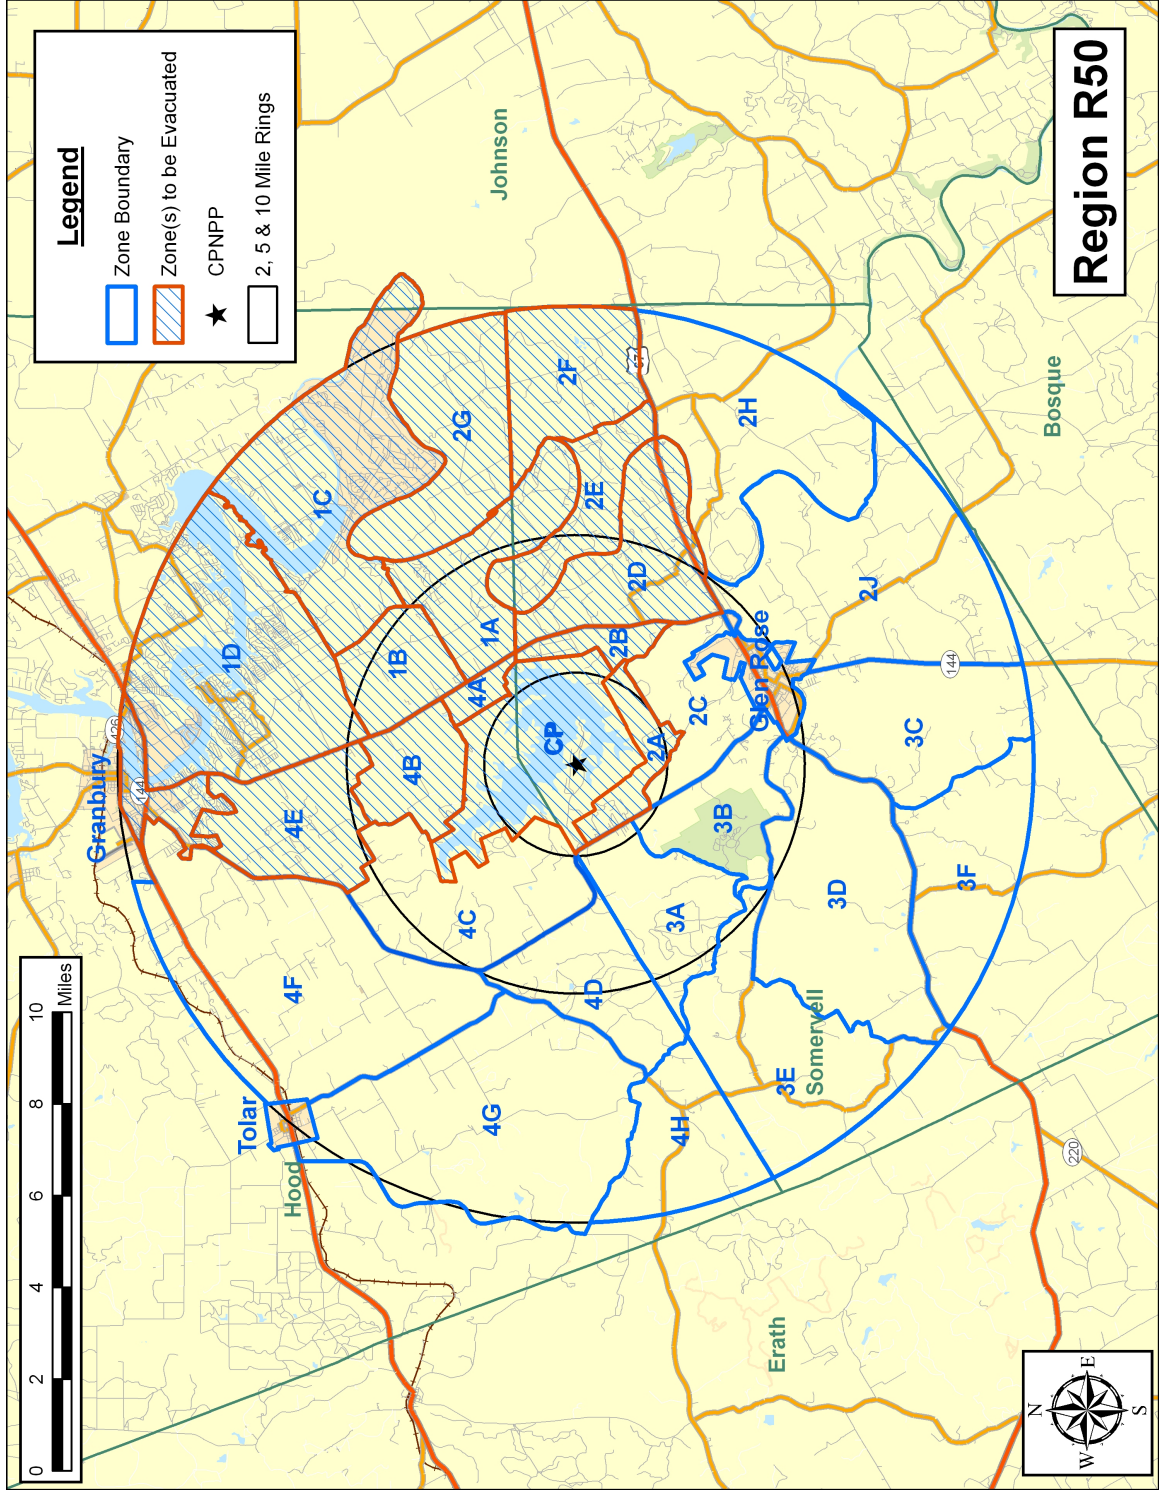 Legend
Zone Boundary
Zone(s) to be Evacuated
CPNPP
2, 5 & 10 Mile Rings
Region R50
0 2 4 6 8 10
Miles
N
W E
S
Granbury
Tolar
Glen Rose
Hood
Johnson
Bosque
Somervell
Erath
CP
1A
1B
1C
1D
2A
2B
2C
2D
2E
2F
2G
2H
2J
3A
3B
3C
3D
3E
3F
4A
4B
4C
4D
4E
4F
4G
4H
426
144
144
67
220